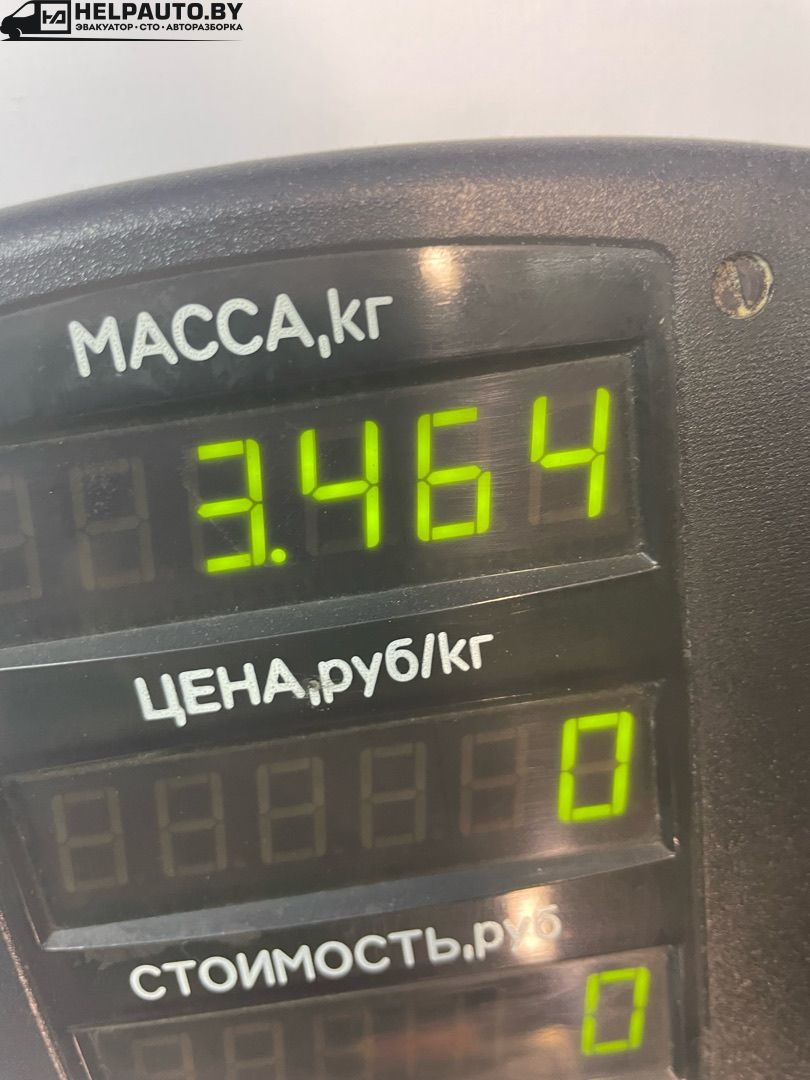 HELPAUTO.BY
ЭВАКУАТОР • СТО • АВТОРАЗБОРКА
МАССА,кг
3.464
ЦЕНА,руб/кг
0
СТОИМОСТЬ,руб
0